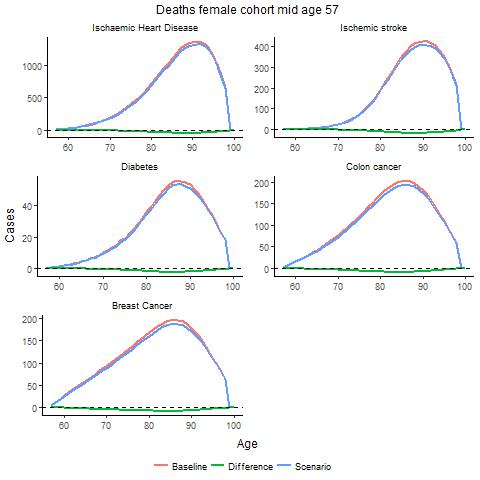 Deaths female cohort mid age 57
Ischaemic Heart Disease
Ischemic stroke
1000
500
0
60 70 80 90 100
400
300
200
100
0
60 70 80 90 100
Diabetes
Colon cancer
40
20
0
60 70 80 90 100
200
150
100
50
0
60 70 80 90 100
Breast Cancer
200
150
100
50
0
60 70 80 90 100
Cases
Age
Baseline Difference Scenario